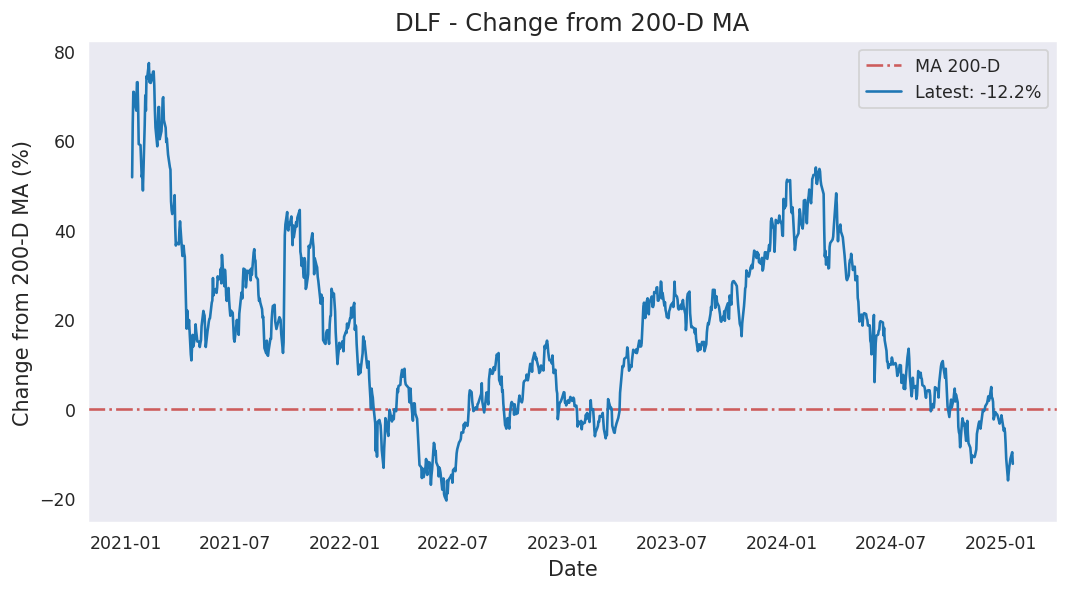 DLF - Change from 200-D MA
MA 200-D
Latest: -12.2%
Change from 200-D MA (%)
80
60
40
20
0
−20
2021-01 2021-07 2022-01 2022-07 2023-01 2023-07 2024-01 2024-07 2025-01
Date